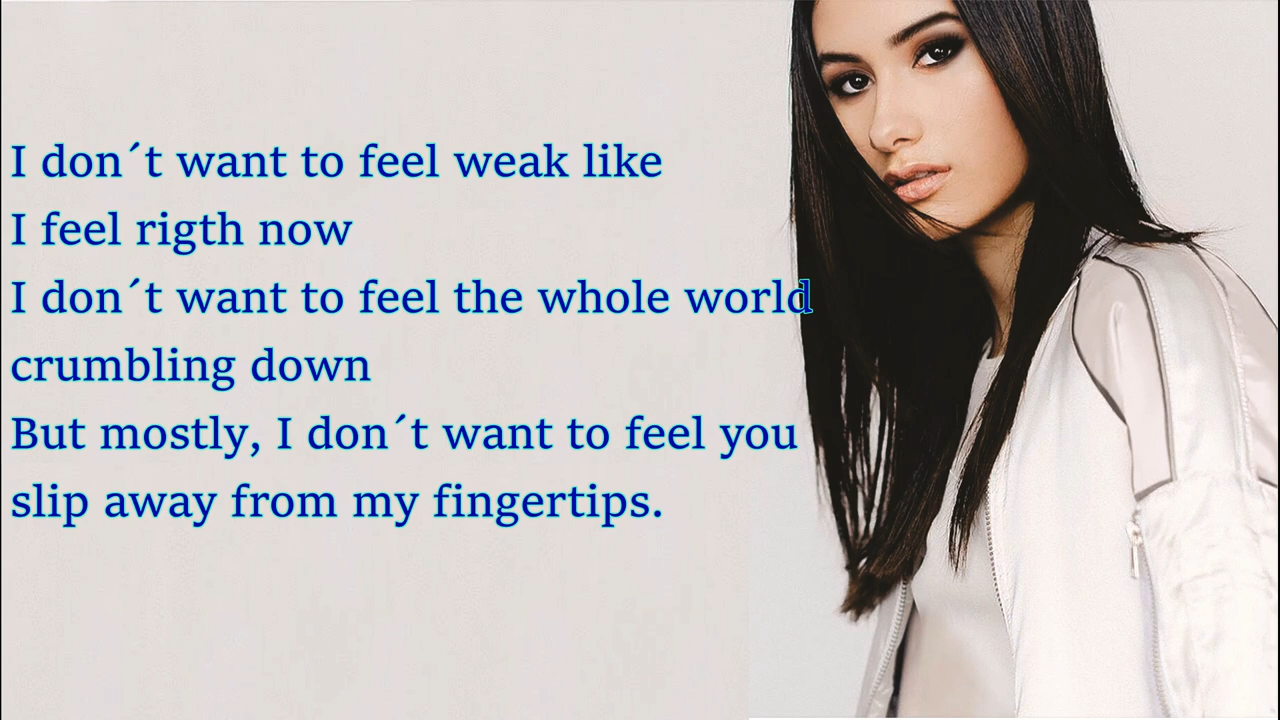 I don´t want to feel weak like
I feel rigth now
I don´t want to feel the whole world
crumbling down
But mostly, I don´t want to feel you
slip away from my fingertips.